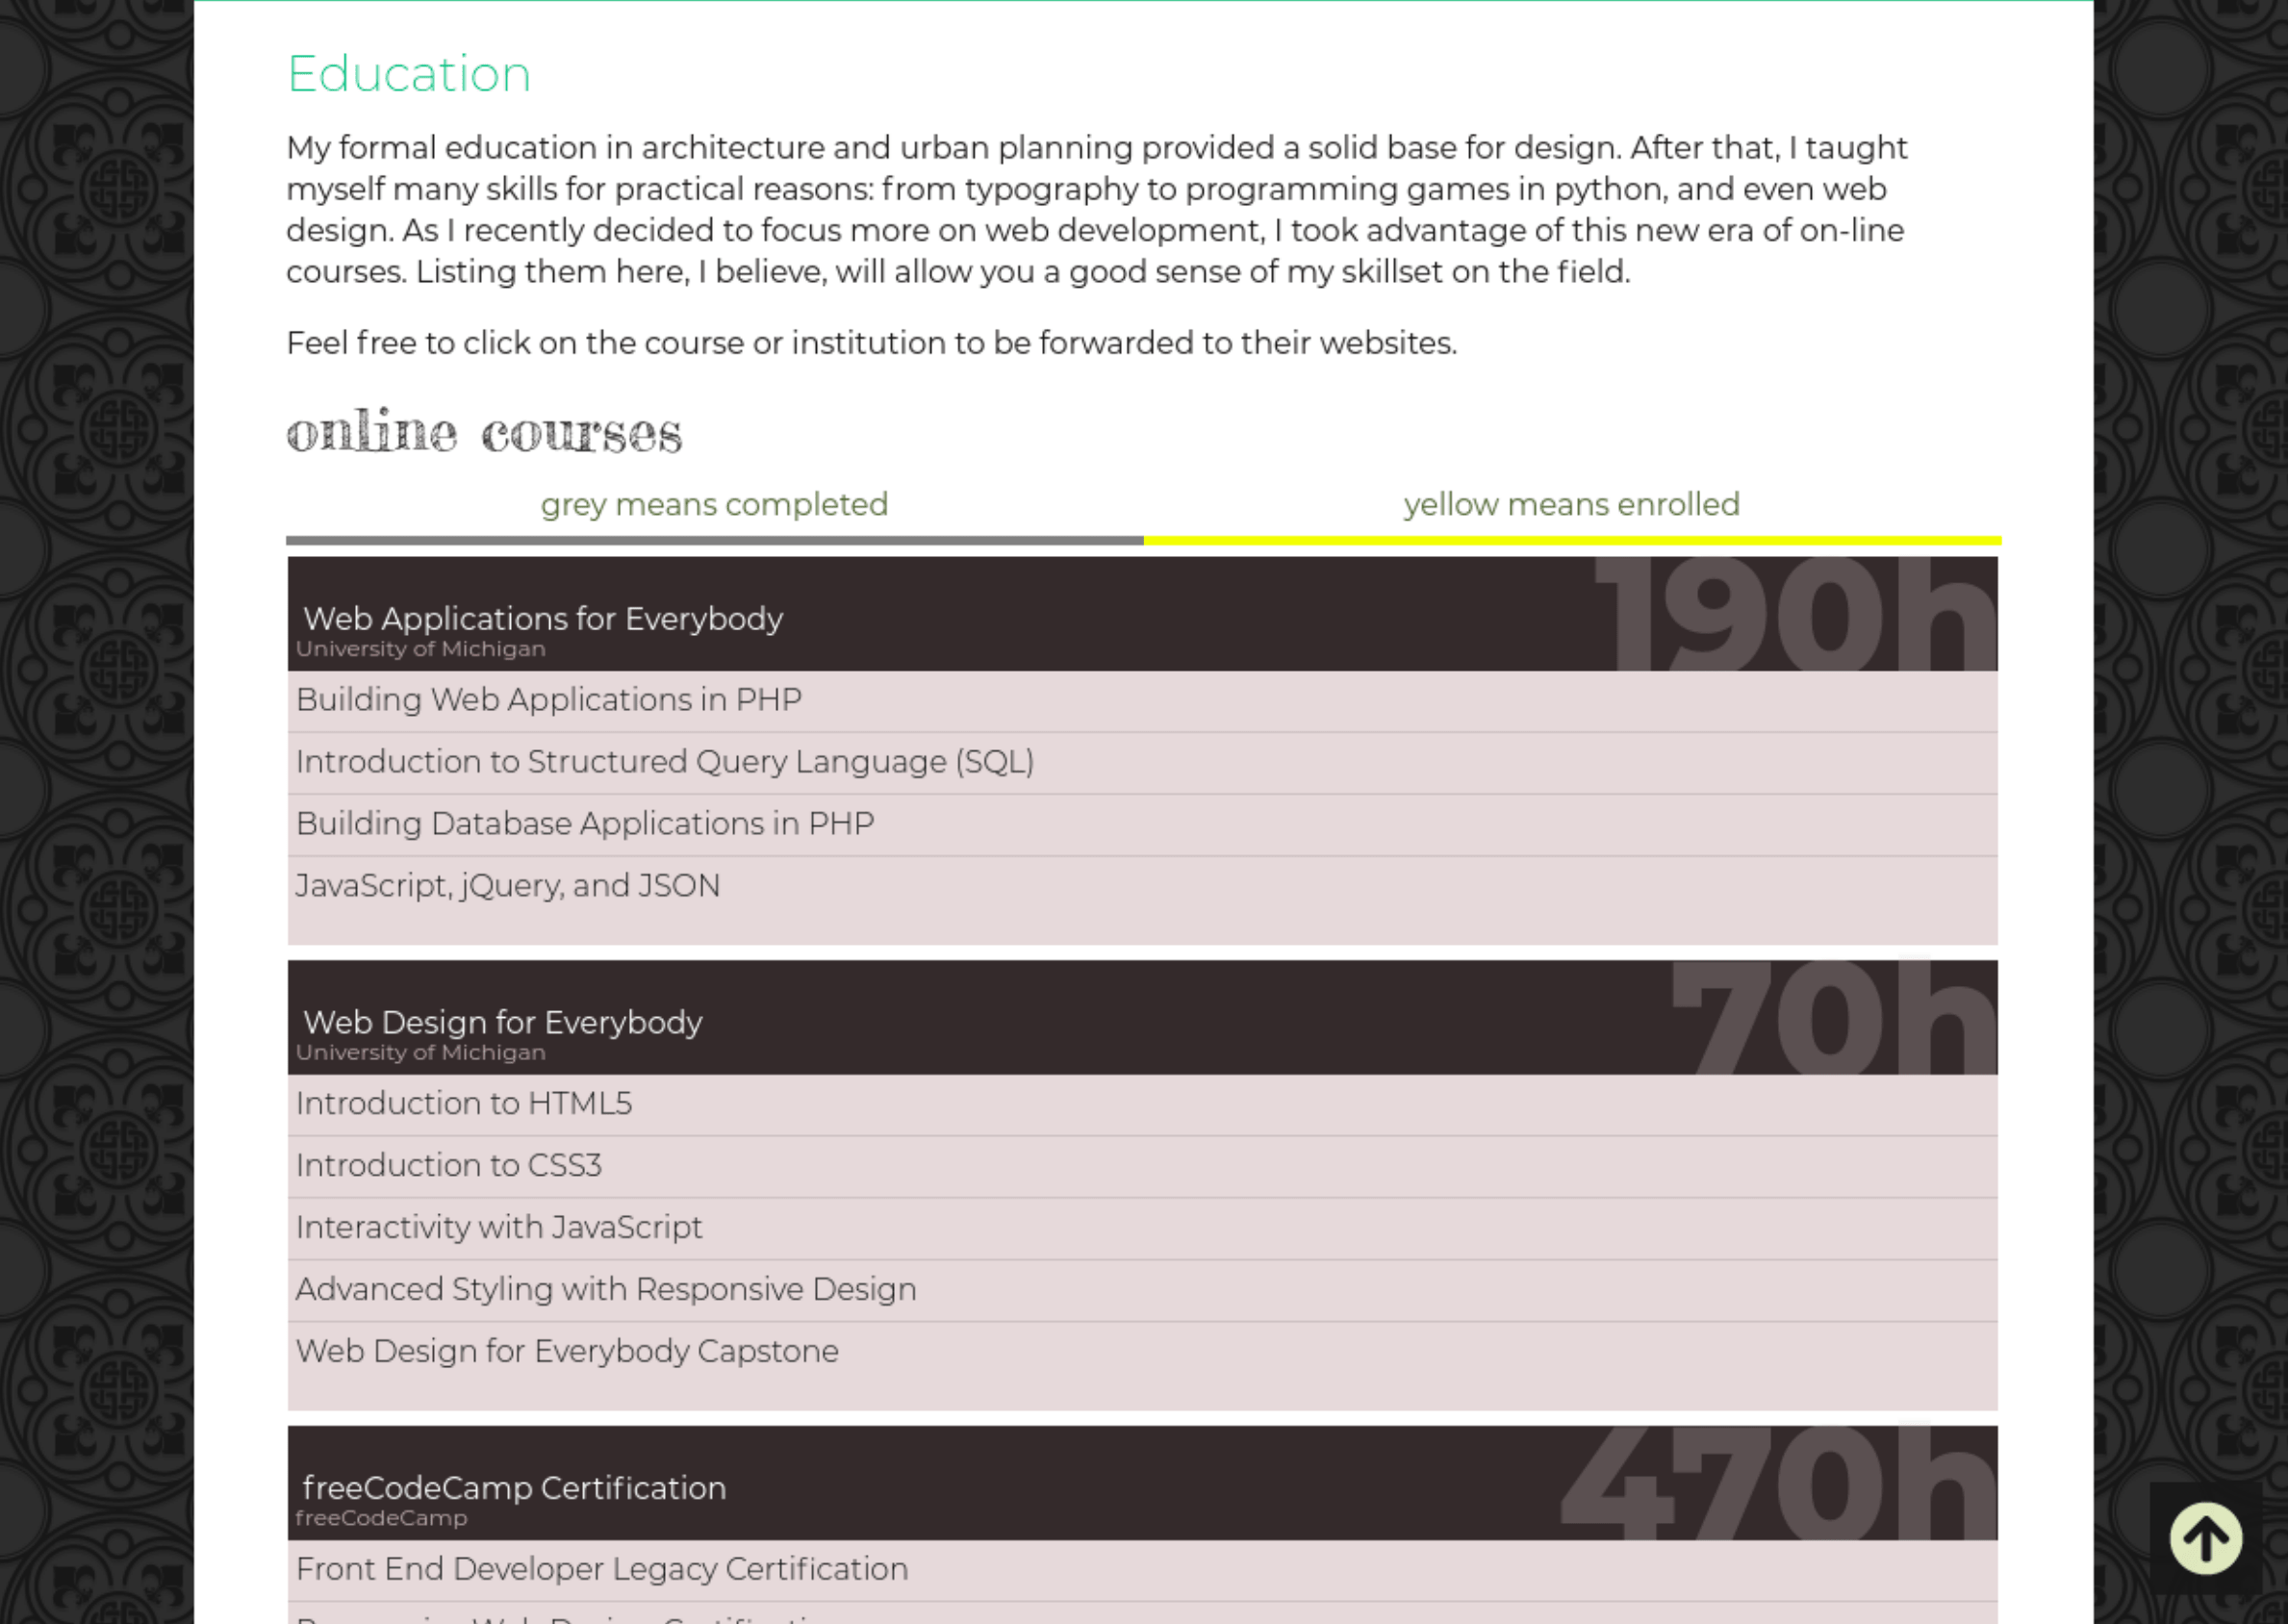 Education
My formal education in architecture and urban planning provided a solid base for design. After that, I taught
myself many skills for practical reasons: from typography to programming games in python, and even web
design. As I recently decided to focus more on web development, I took advantage of this new era of on-line
courses. Listing them here, I believe, will allow you a good sense of my skillset on the field.
Feel free to click on the course or institution to be forwarded to their websites.
online courses
grey means completed
yellow means enrolled
190h
Web Applications for Everybody
University of Michigan
Building Web Applications in PHP
Introduction to Structured Query Language (SQL)
Building Database Applications in PHP
JavaScript, jQuery, and JSON
70h
Web Design for Everybody
University of Michigan
Introduction to HTML5
Introduction to CSS3
Interactivity with JavaScript
Advanced Styling with Responsive Design
Web Design for Everybody Capstone
470h
freeCodeCamp Certification
freeCodeCamp
Front End Developer Legacy Certification